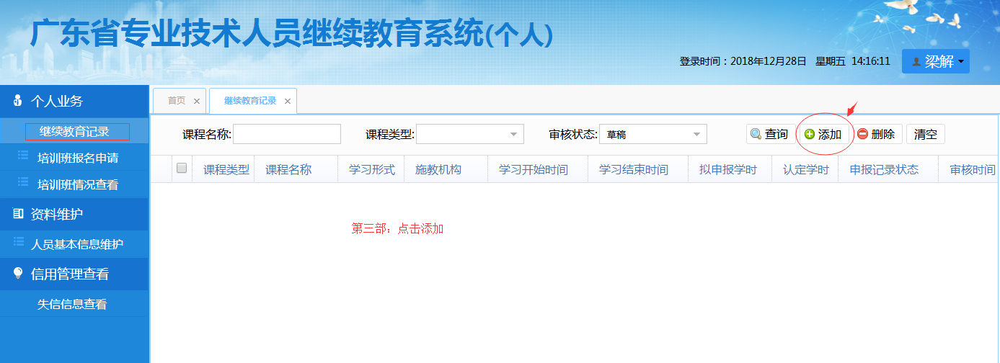 广东省专业技术人员继续教育系统(个人)
登录时间：2018年12月28日 星期五 14:16:11 梁解
个人业务
继续教育记录
培训班报名申请
培训班情况查看
资料维护
人员基本信息维护
信用管理查看
失信信息查看
首页 继续教育记录
课程名称: 课程类型: 审核状态: 草稿 查询 添加 删除 清空
课程类型 课程名称 学习形式 施教机构 学习开始时间 学习结束时间 拟申报学时 认定学时 申报记录状态 审核时间
第三部：点击添加